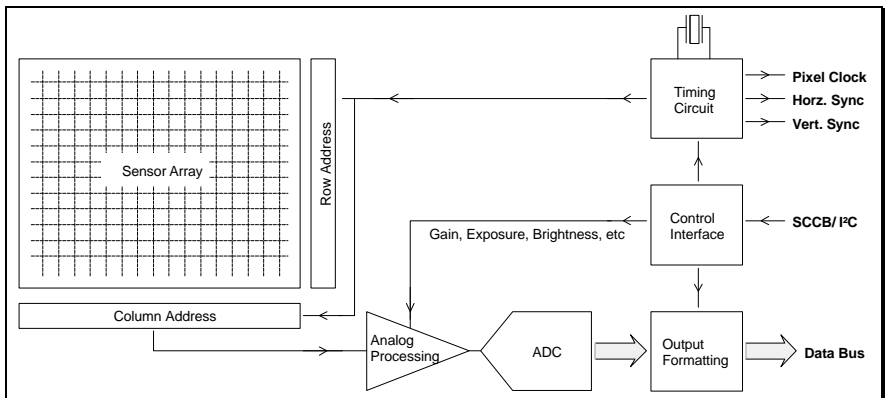 Timing
Circuit
Pixel Clock
Horz. Sync
Vert. Sync
Sensor Array
Row Address
Control
Interface
SCCB/ I²C
Gain, Exposure, Brightness, etc
Column Address
Analog
Processing
ADC
Output
Formatting
Data Bus